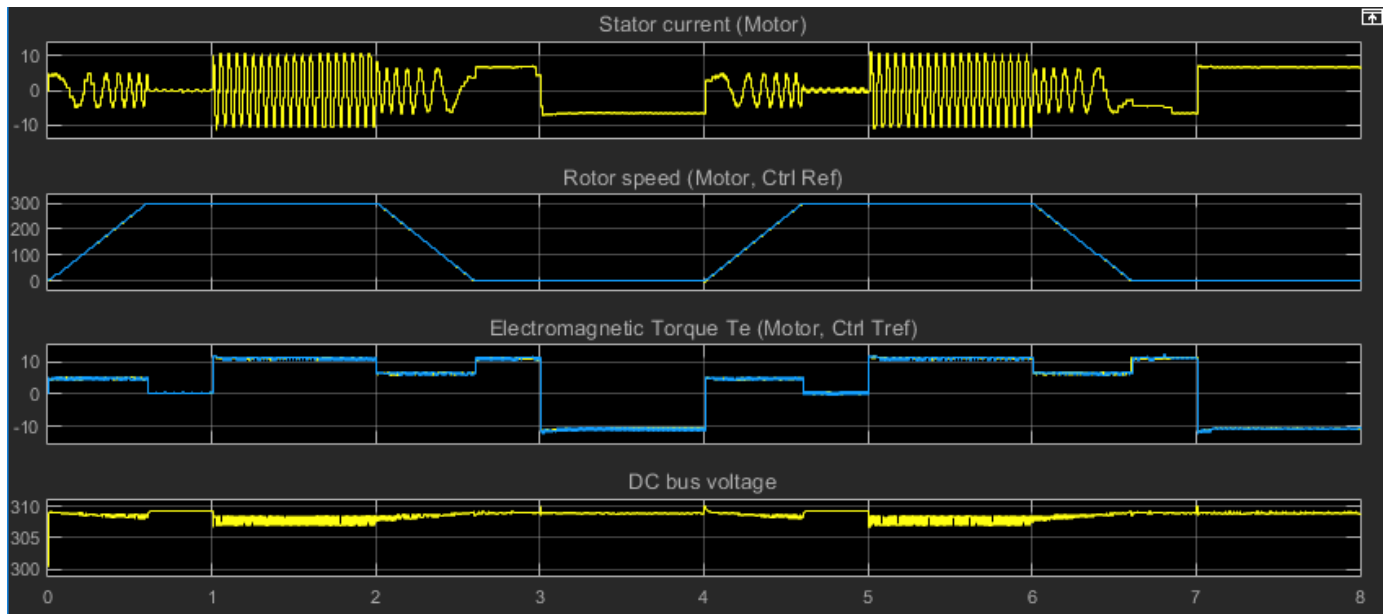 Stator current (Motor)
10
0
-10
Rotor speed (Motor, Ctrl Ref)
300
200
100
0
Electromagnetic Torque Te (Motor, Ctrl Tref)
10
0
-10
DC bus voltage
310
305
300
0 1 2 3 4 5 6 7 8